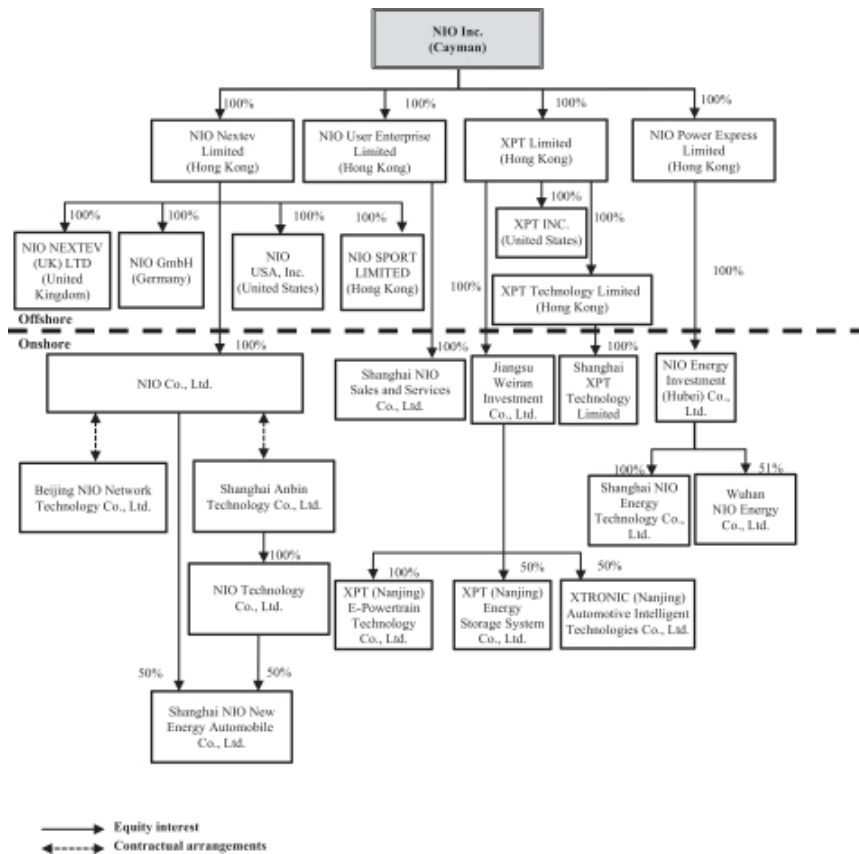 NIO Inc.
(Cayman)
100%
100%
100%
100%
NIO Nextev
Limited
(Hong Kong)
NIO User Enterprise
Limited
(Hong Kong)
XPT Limited
(Hong Kong)
NIO Power Express
Limited
(Hong Kong)
100%
100%
100%
100%
100%
100%
NIO NEXTEV
(UK) LTD
(United
Kingdom)
NIO GmbH
(Germany)
NIO
USA, Inc.
(United States)
NIO SPORT
LIMITED
(Hong Kong)
XPT INC.
(United States)
100%
100%
XPT Technology Limited
(Hong Kong)
Offshore
Onshore
100%
100%
100%
NIO Co., Ltd.
Shanghai NIO
Sales and Services
Co., Ltd.
Jiangsu
Weiran
Investment
Co., Ltd.
Shanghai
XPT
Technology
Limited
NIO Energy
Investment
(Hubei) Co.,
Ltd.
Beijing NIO Network
Technology Co., Ltd.
Shanghai Anbin
Technology Co., Ltd.
100%
51%
Shanghai NIO
Energy
Technology Co.,
Ltd.
Wuhan
NIO Energy
Co., Ltd.
100%
NIO Technology
Co., Ltd.
100%
50%
50%
XPT (Nanjing)
E-Powertrain
Technology
Co., Ltd.
XPT (Nanjing)
Energy
Storage System
Co., Ltd.
XTRONIC (Nanjing)
Automotive Intelligent
Technologies Co., Ltd.
50%
50%
Shanghai NIO New
Energy Automobile
Co., Ltd.
Equity interest
Contractual arrangements